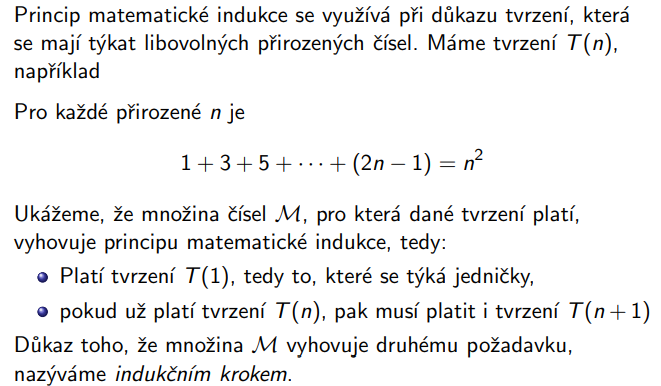 Princip matematické indukce se využívá při důkazu tvrzení, která
se mají týkat libovolných přirozených čísel. Máme tvrzení T(n),
například
Pro každé přirozené n je
1 + 3 + 5 + ⋯ + (2n − 1) = n²
Ukážeme, že množina čísel ℳ, pro která dané tvrzení platí,
vyhovuje principu matematické indukce, tedy:
Platí tvrzení T(1), tedy to, které se týká jedničky,
pokud už platí tvrzení T(n), pak musí platit i tvrzení T(n + 1)
Důkaz toho, že množina ℳ vyhovuje druhému požadavku,
nazýváme indukčním krokem.